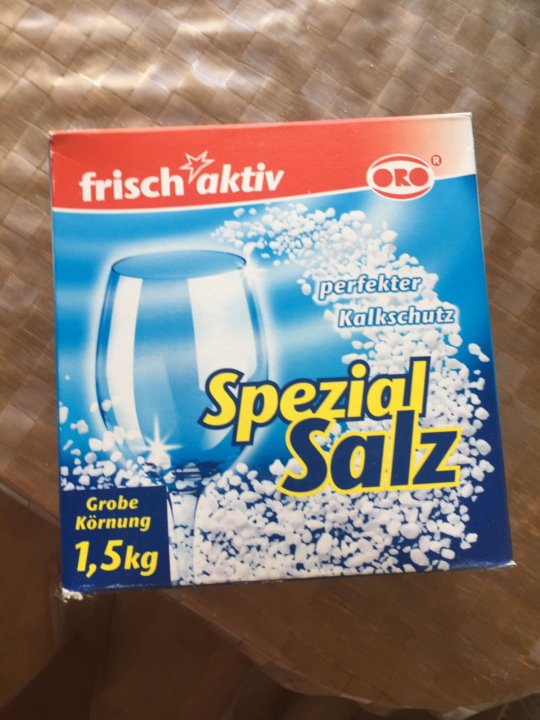 frisch aktiv
ORO ®
perfekter
Kalkschutz
Spezial
Salz
Grobe
Körnung
1,5kg